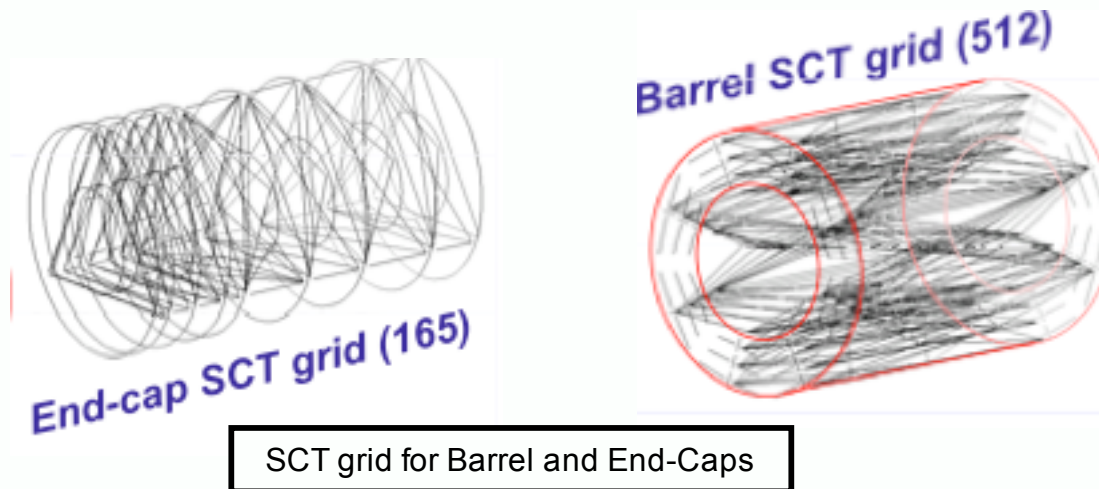 End-cap SCT grid (165)
Barrel SCT grid (512)
SCT grid for Barrel and End-Caps